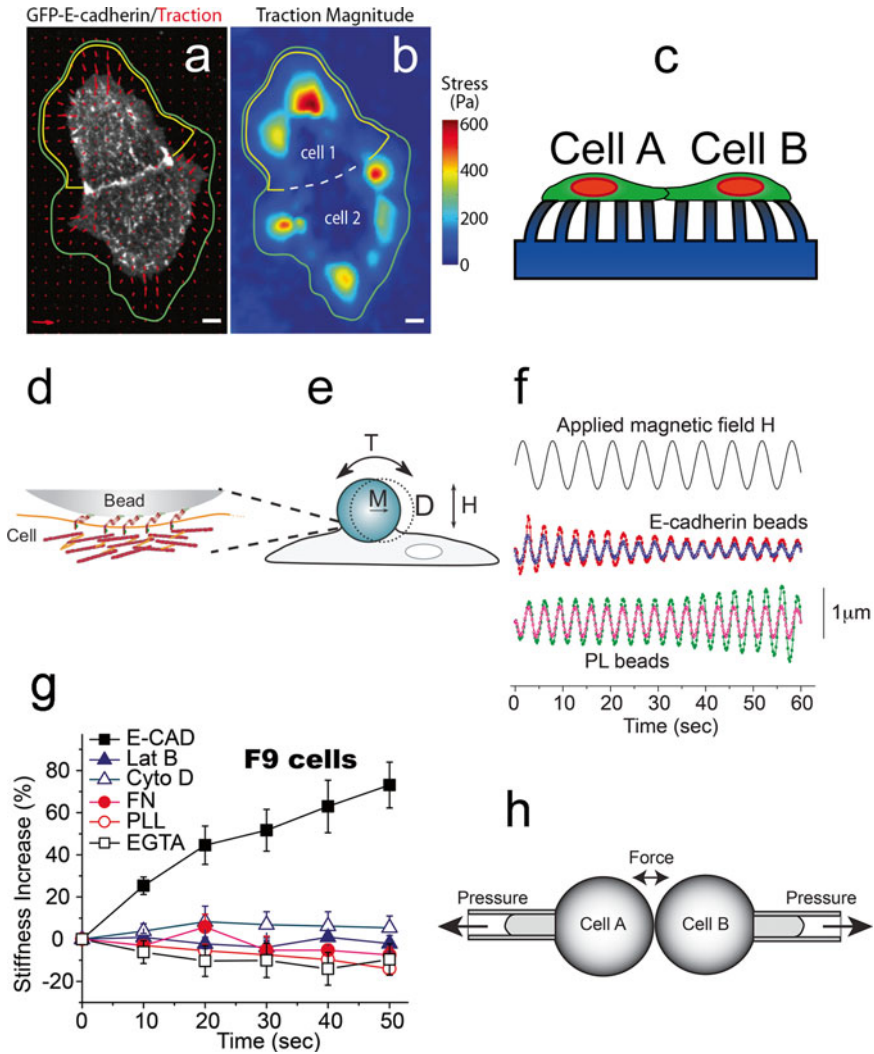 GFP-E-cadherin/Traction
Traction Magnitude
a
b
c
Stress
(Pa)
600
400
200
0
cell 1
cell 2
Cell A
Cell B
d
e
f
Bead
Cell
T
M
D
H
Applied magnetic field H
E-cadherin beads
PL beads
1μm
0 10 20 30 40 50 60
Time (sec)
g
E-CAD
Lat B
Cyto D
FN
PLL
EGTA
F9 cells
Stiffness Increase (%)
80
60
40
20
0
-20
0 10 20 30 40 50
Time (sec)
h
Force
Pressure
Pressure
Cell A
Cell B